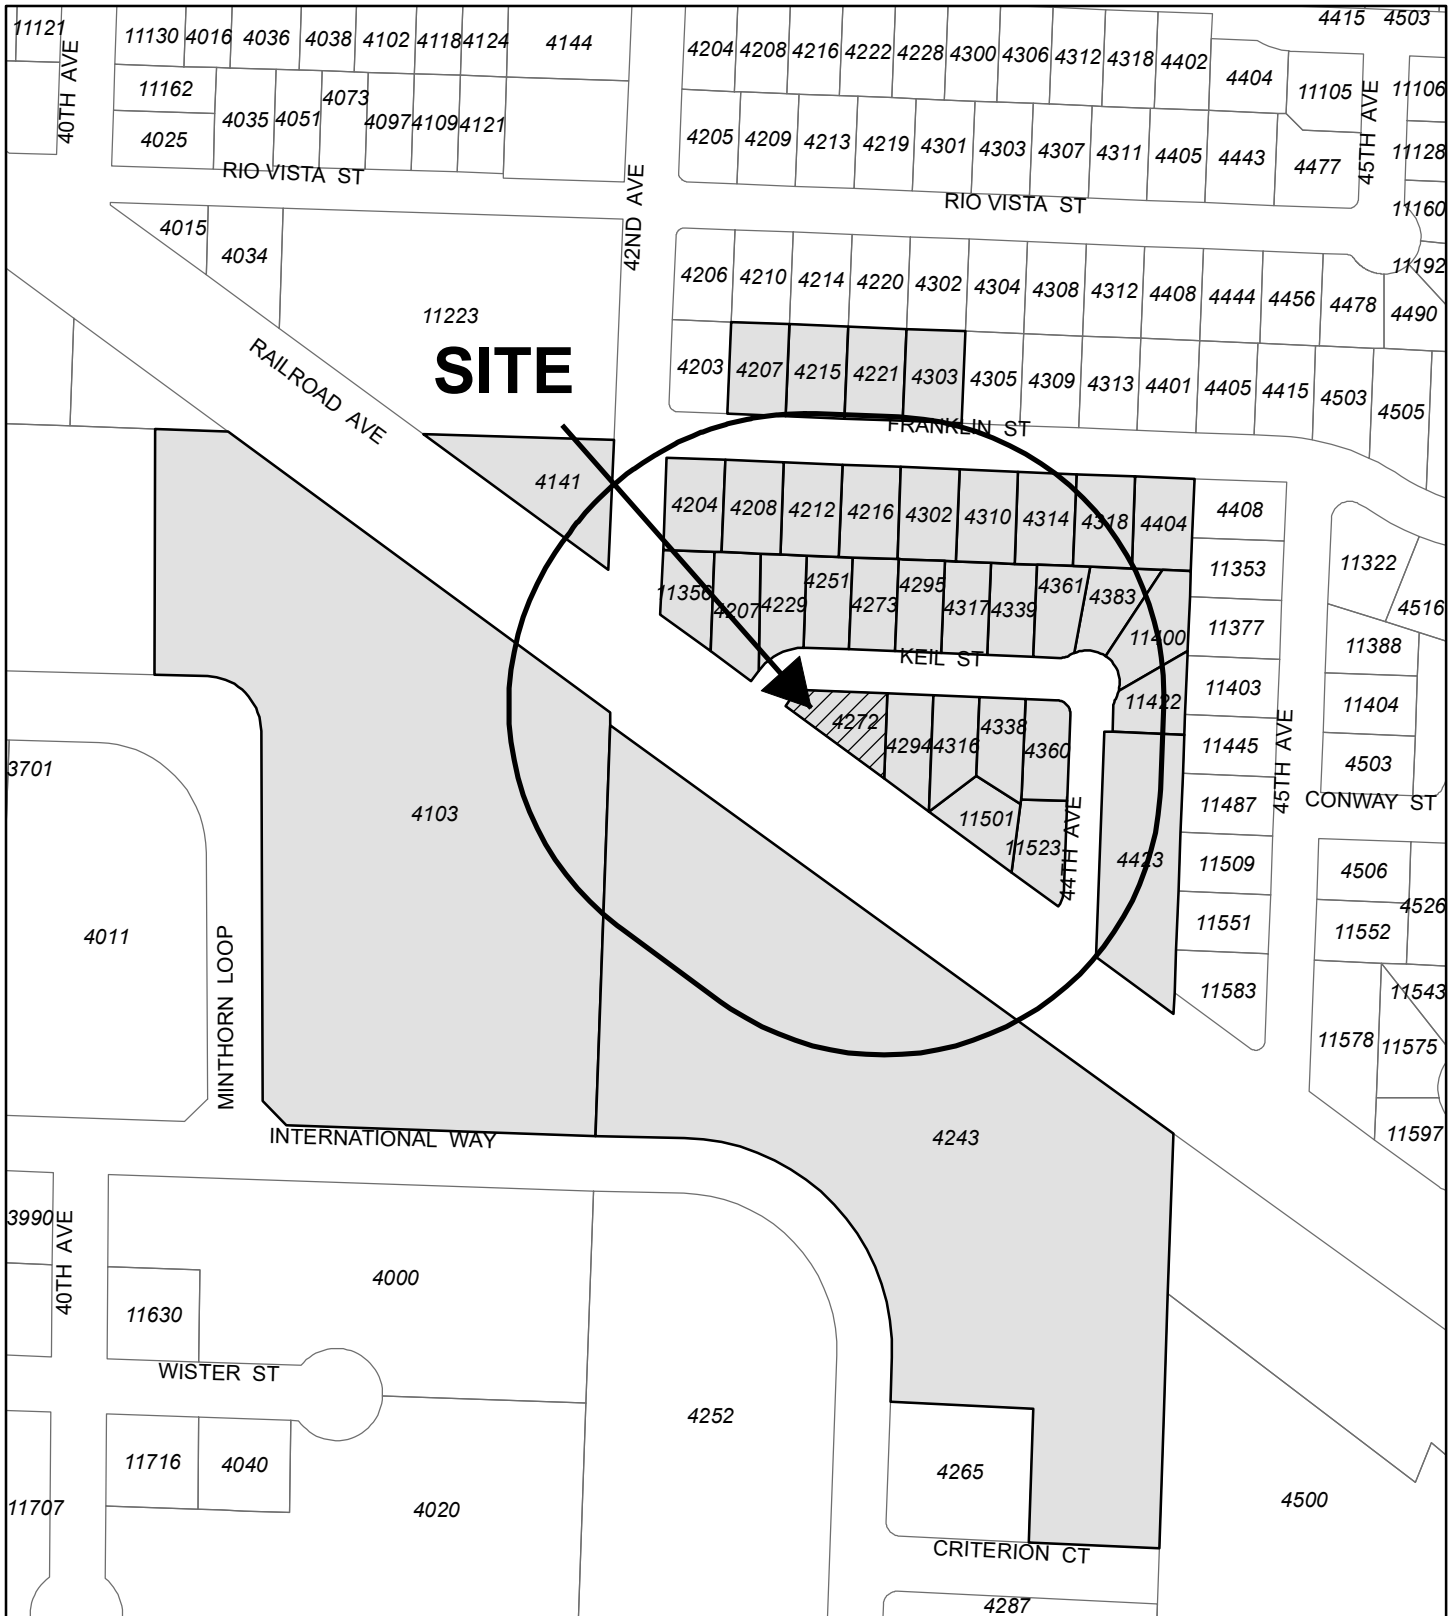 4415 4503
11121
40TH AVE
11130 4016 4036 4038 4102 4118 4124 4144
4204 4208 4216 4222 4228 4300 4306 4312 4318 4402
4404 11105 45TH AVE 11106
11162
4035 4051 4073 4097 4109 4121
4025
4205 4209 4213 4219 4301 4303 4307 4311 4405 4443 4477
11128
RIO VISTA ST
RIO VISTA ST
42ND AVE
11160
4015
4034
4206 4210 4214 4220 4302 4304 4308 4312 4408 4444 4456 4478 4490
11192
11223
SITE
RAILROAD AVE
4203 4207 4215 4221 4303 4305 4309 4313 4401 4405 4415 4503 4505
FRANKLIN ST
4141
4204 4208 4212 4216 4302 4310 4314 4318 4404 4408
11353
11322
4516
11356 4207 4229 4251 4273 4295 4317 4339 4361 4383
11400
11377
11388
KEIL ST
11403
11404
11422
4272 4294 4316 4338 4360
11445
45TH AVE
4503
3701
4103
11501
11523
44TH AVE
11487
CONWAY ST
4423
11509
4506
4526
4011
MINTHORN LOOP
11551
11552
11583
11543
11578
11575
INTERNATIONAL WAY
4243
11597
3990
40TH AVE
4000
11630
WISTER ST
4252
11716
4040
4265
11707
4020
4500
CRITERION CT
4287